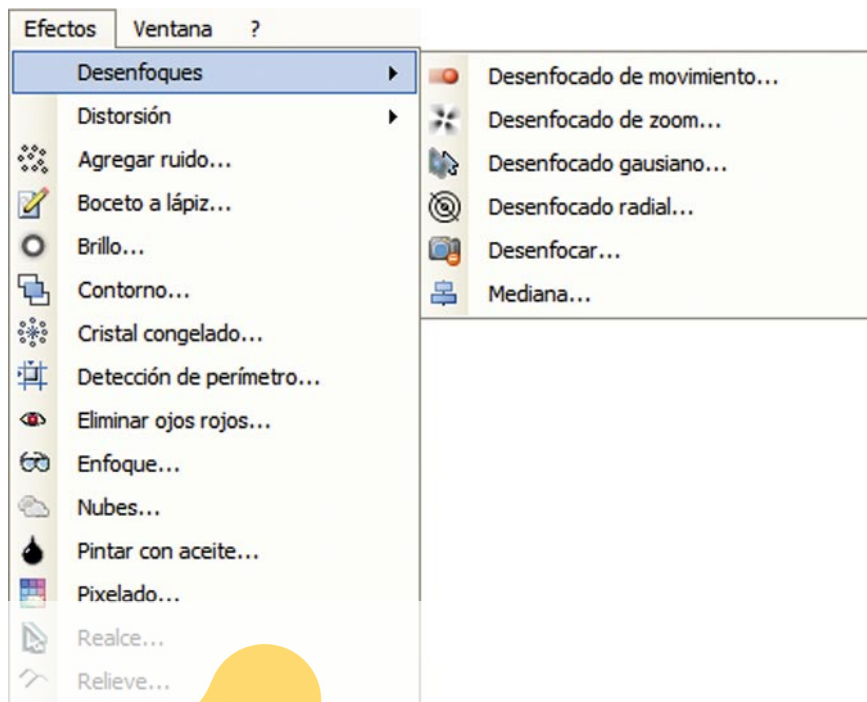 Efectos Ventana ?
Desenfoques
Distorsión
Agregar ruido...
Boceto a lápiz...
Brillo...
Contorno...
Cristal congelado...
Detección de perímetro...
Eliminar ojos rojos...
Enfoque...
Nubes...
Pintar con aceite...
Pixelado...
Realce...
Relieve...
Desenfocado de movimiento...
Desenfocado de zoom...
Desenfocado gausiano...
Desenfocado radial...
Desenfocar...
Mediana...